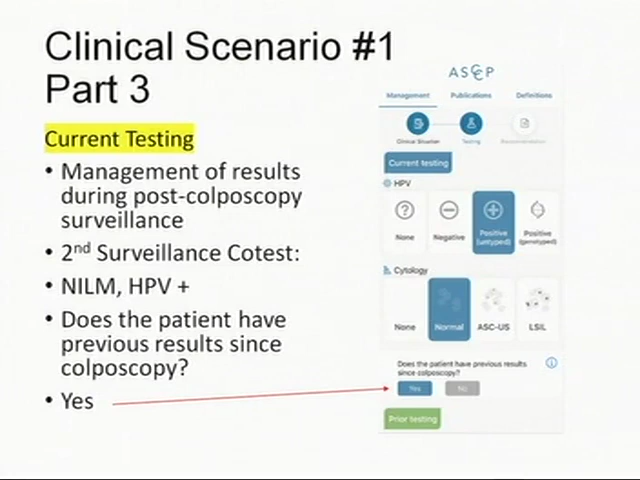 Clinical Scenario #1
Part 3
Current Testing
• Management of results
during post-colposcopy
surveillance
• 2nd Surveillance Cotest:
• NILM, HPV +
• Does the patient have
previous results since
colposcopy?
• Yes
ASCCP
Management Publications Definitions
Clinical Situation Testing Recommendation
Current testing
HPV
None Negative Positive (untyped) Positive (genotyped)
Cytology
None Normal ASC-US LSIL
Does the patient have previous results
since colposcopy?
Yes No
Prior testing